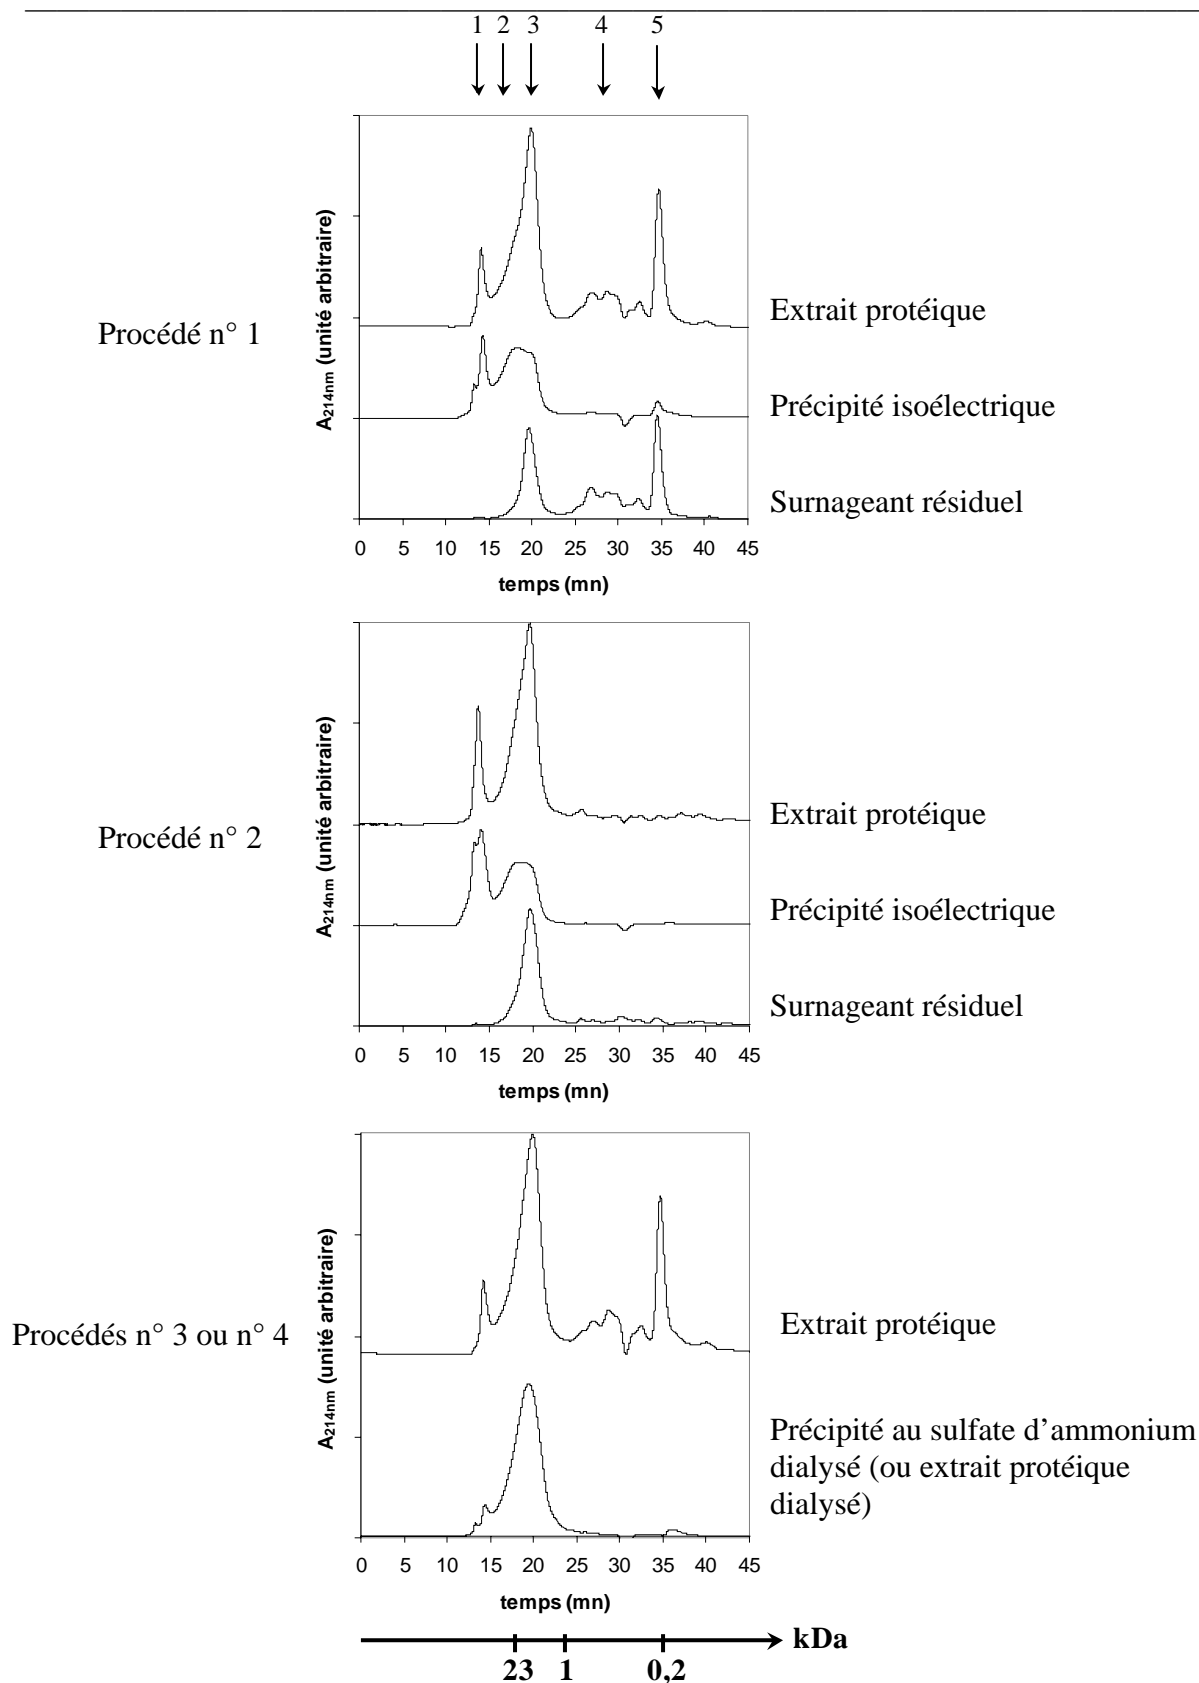 1 2 3 4 5
A214nm (unité arbitraire)
Procédé n° 1
Extrait protéique
Précipité isoélectrique
Surnageant résiduel
0 5 10 15 20 25 30 35 40 45
temps (mn)
A214nm (unité arbitraire)
Procédé n° 2
Extrait protéique
Précipité isoélectrique
Surnageant résiduel
0 5 10 15 20 25 30 35 40 45
temps (mn)
A214nm (unité arbitraire)
Procédés n° 3 ou n° 4
Extrait protéique
Précipité au sulfate d’ammonium
dialysé (ou extrait protéique
dialysé)
0 5 10 15 20 25 30 35 40 45
temps (mn)
kDa
23 1 0,2